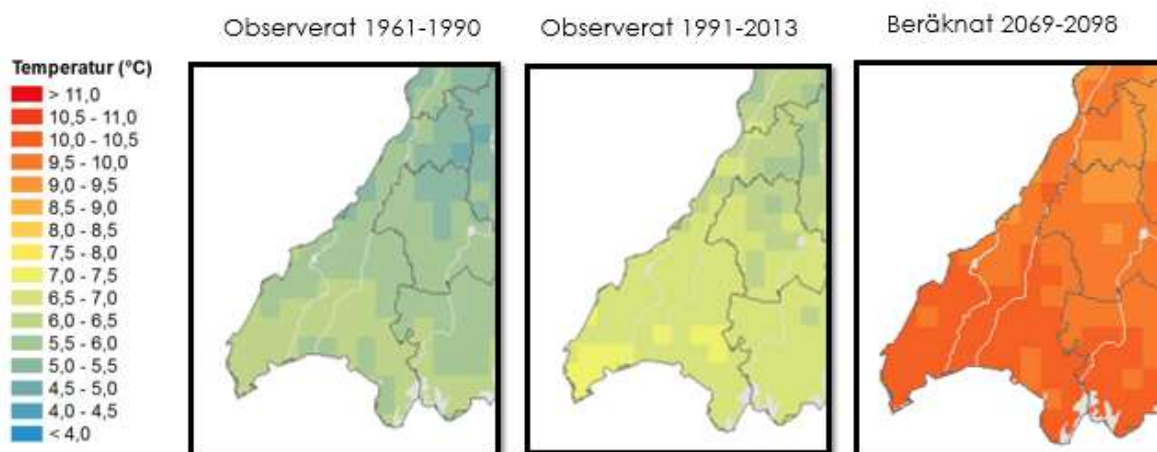 Observerat 1961-1990
Observerat 1991-2013
Beräknat 2069-2098
Temperatur (°C)
> 11,0
10,5 - 11,0
10,0 - 10,5
9,5 - 10,0
9,0 - 9,5
8,5 - 9,0
8,0 - 8,5
7,5 - 8,0
7,0 - 7,5
6,5 - 7,0
6,0 - 6,5
5,5 - 6,0
5,0 - 5,5
4,5 - 5,0
4,0 - 4,5
< 4,0